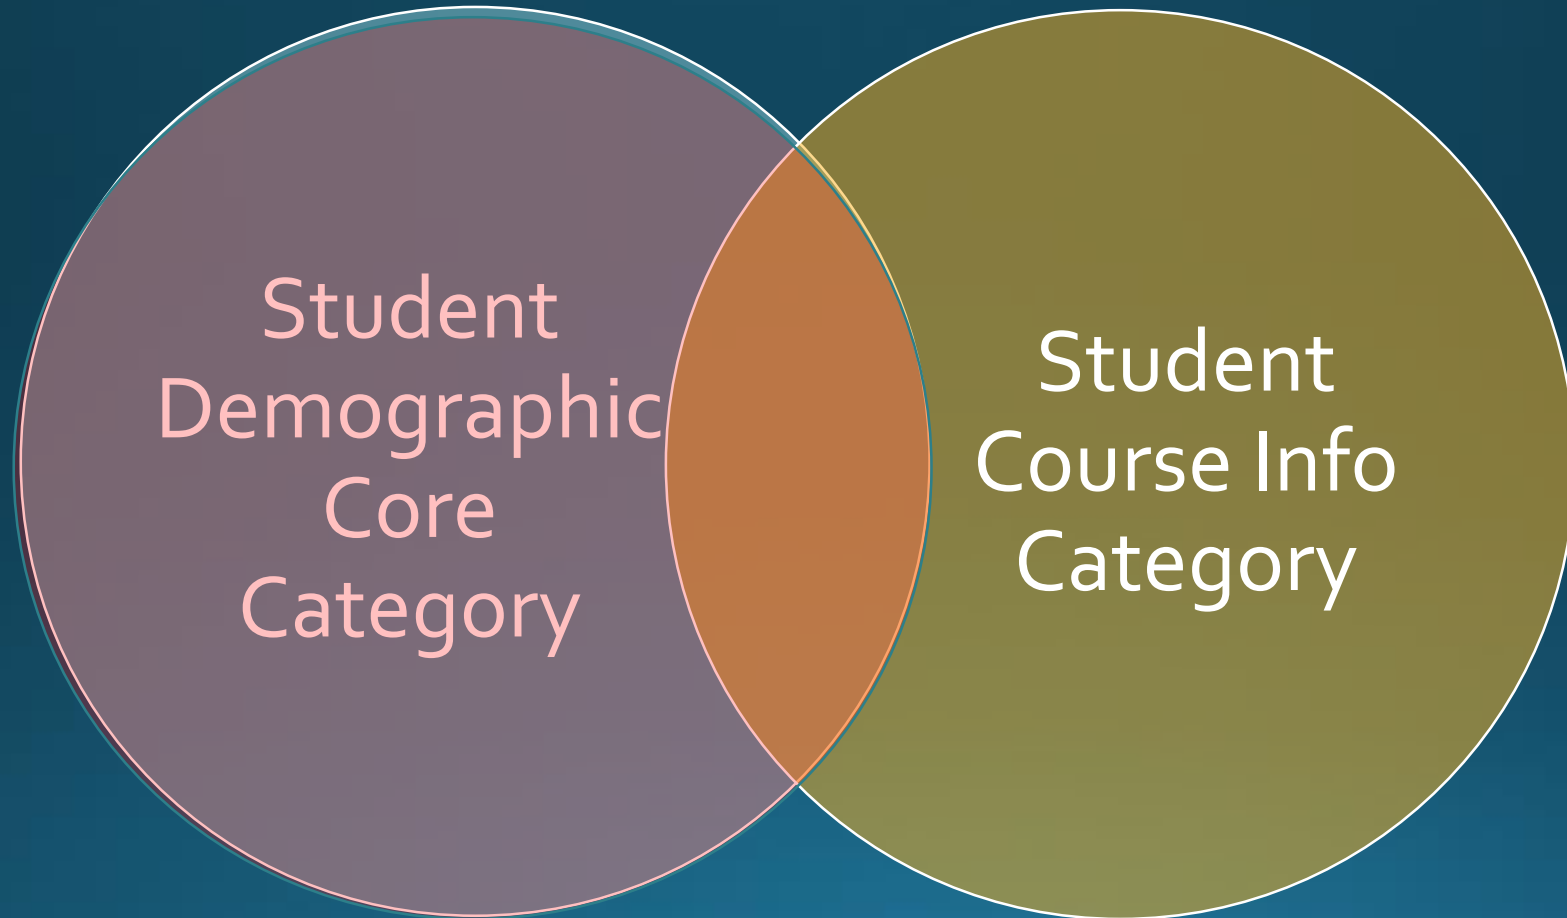 Student
Demographic
Core
Category
Student
Course Info
Category